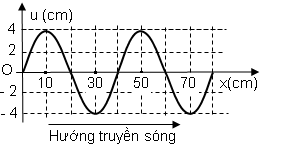 u (cm)
4
2
O
10 30 50 70 x(cm)
- 2
- 4
Hướng truyền sóng